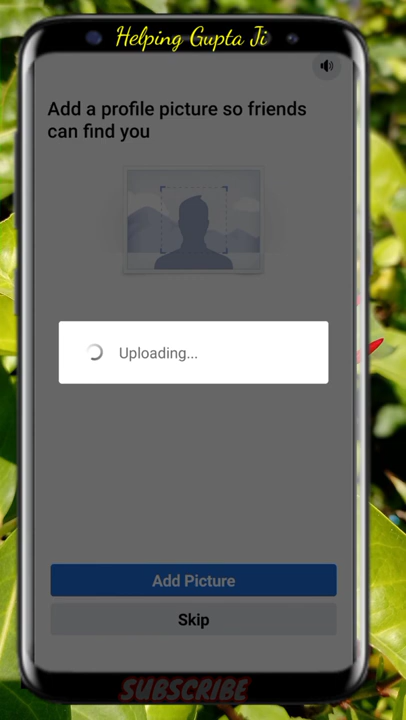 Helping Gupta Ji
Add a profile picture so friends
can find you
Uploading...
Add Picture
Skip
SUBSCRIBE